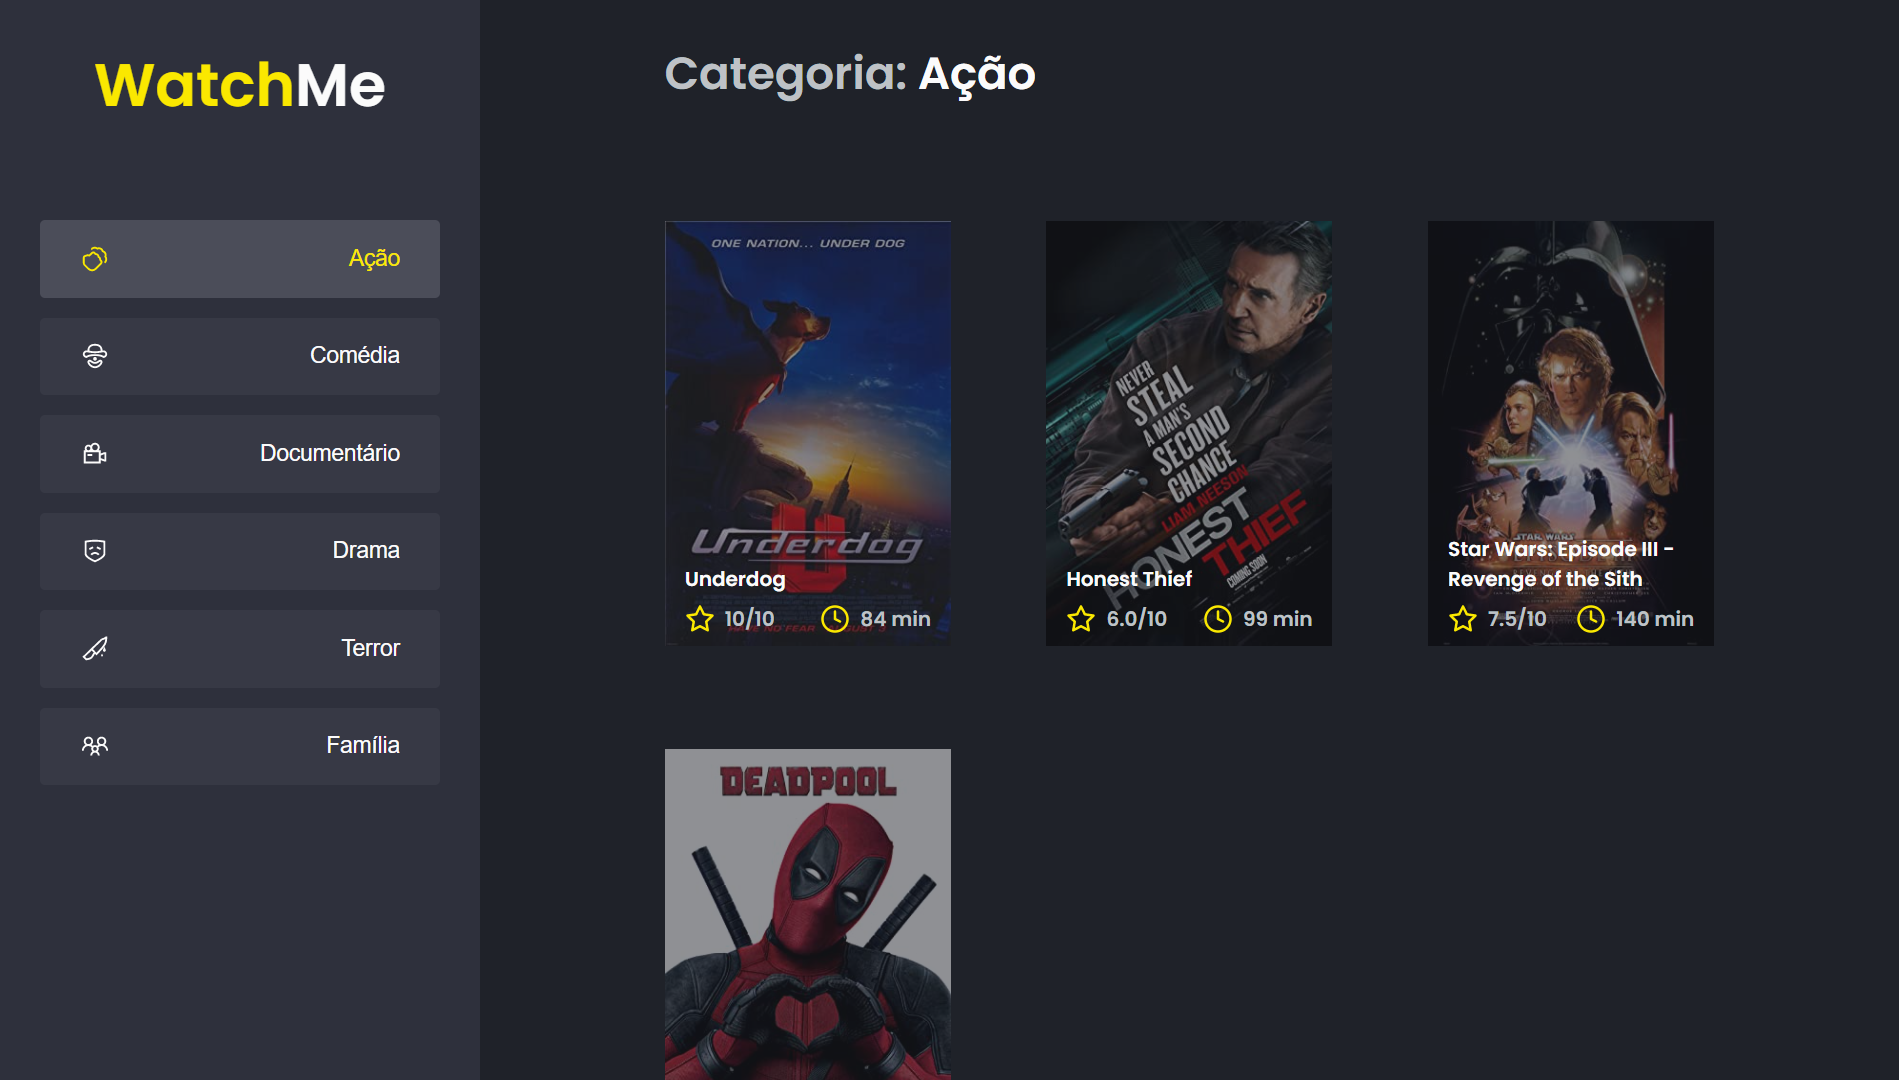 WatchMe
Ação
Comédia
Documentário
Drama
Terror
Família
Categoria: Ação
ONE NATION... UNDER DOG
Underdog
Underdog
10/10 84 min
NEVER
STEAL
A MAN'S
SECOND
CHANCE
LIAM NEESON
HONEST
THIEF
COMING SOON
Honest Thief
6.0/10 99 min
STAR WARS
Star Wars: Episode III -
Revenge of the Sith
7.5/10 140 min
DEADPOOL